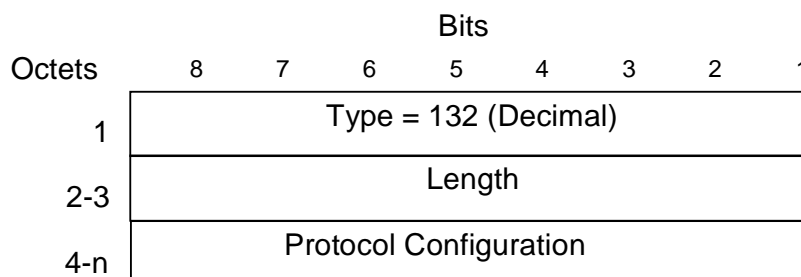 Bits
Octets 8 7 6 5 4 3 2 1
1 Type = 132 (Decimal)
2-3 Length
4-n Protocol Configuration